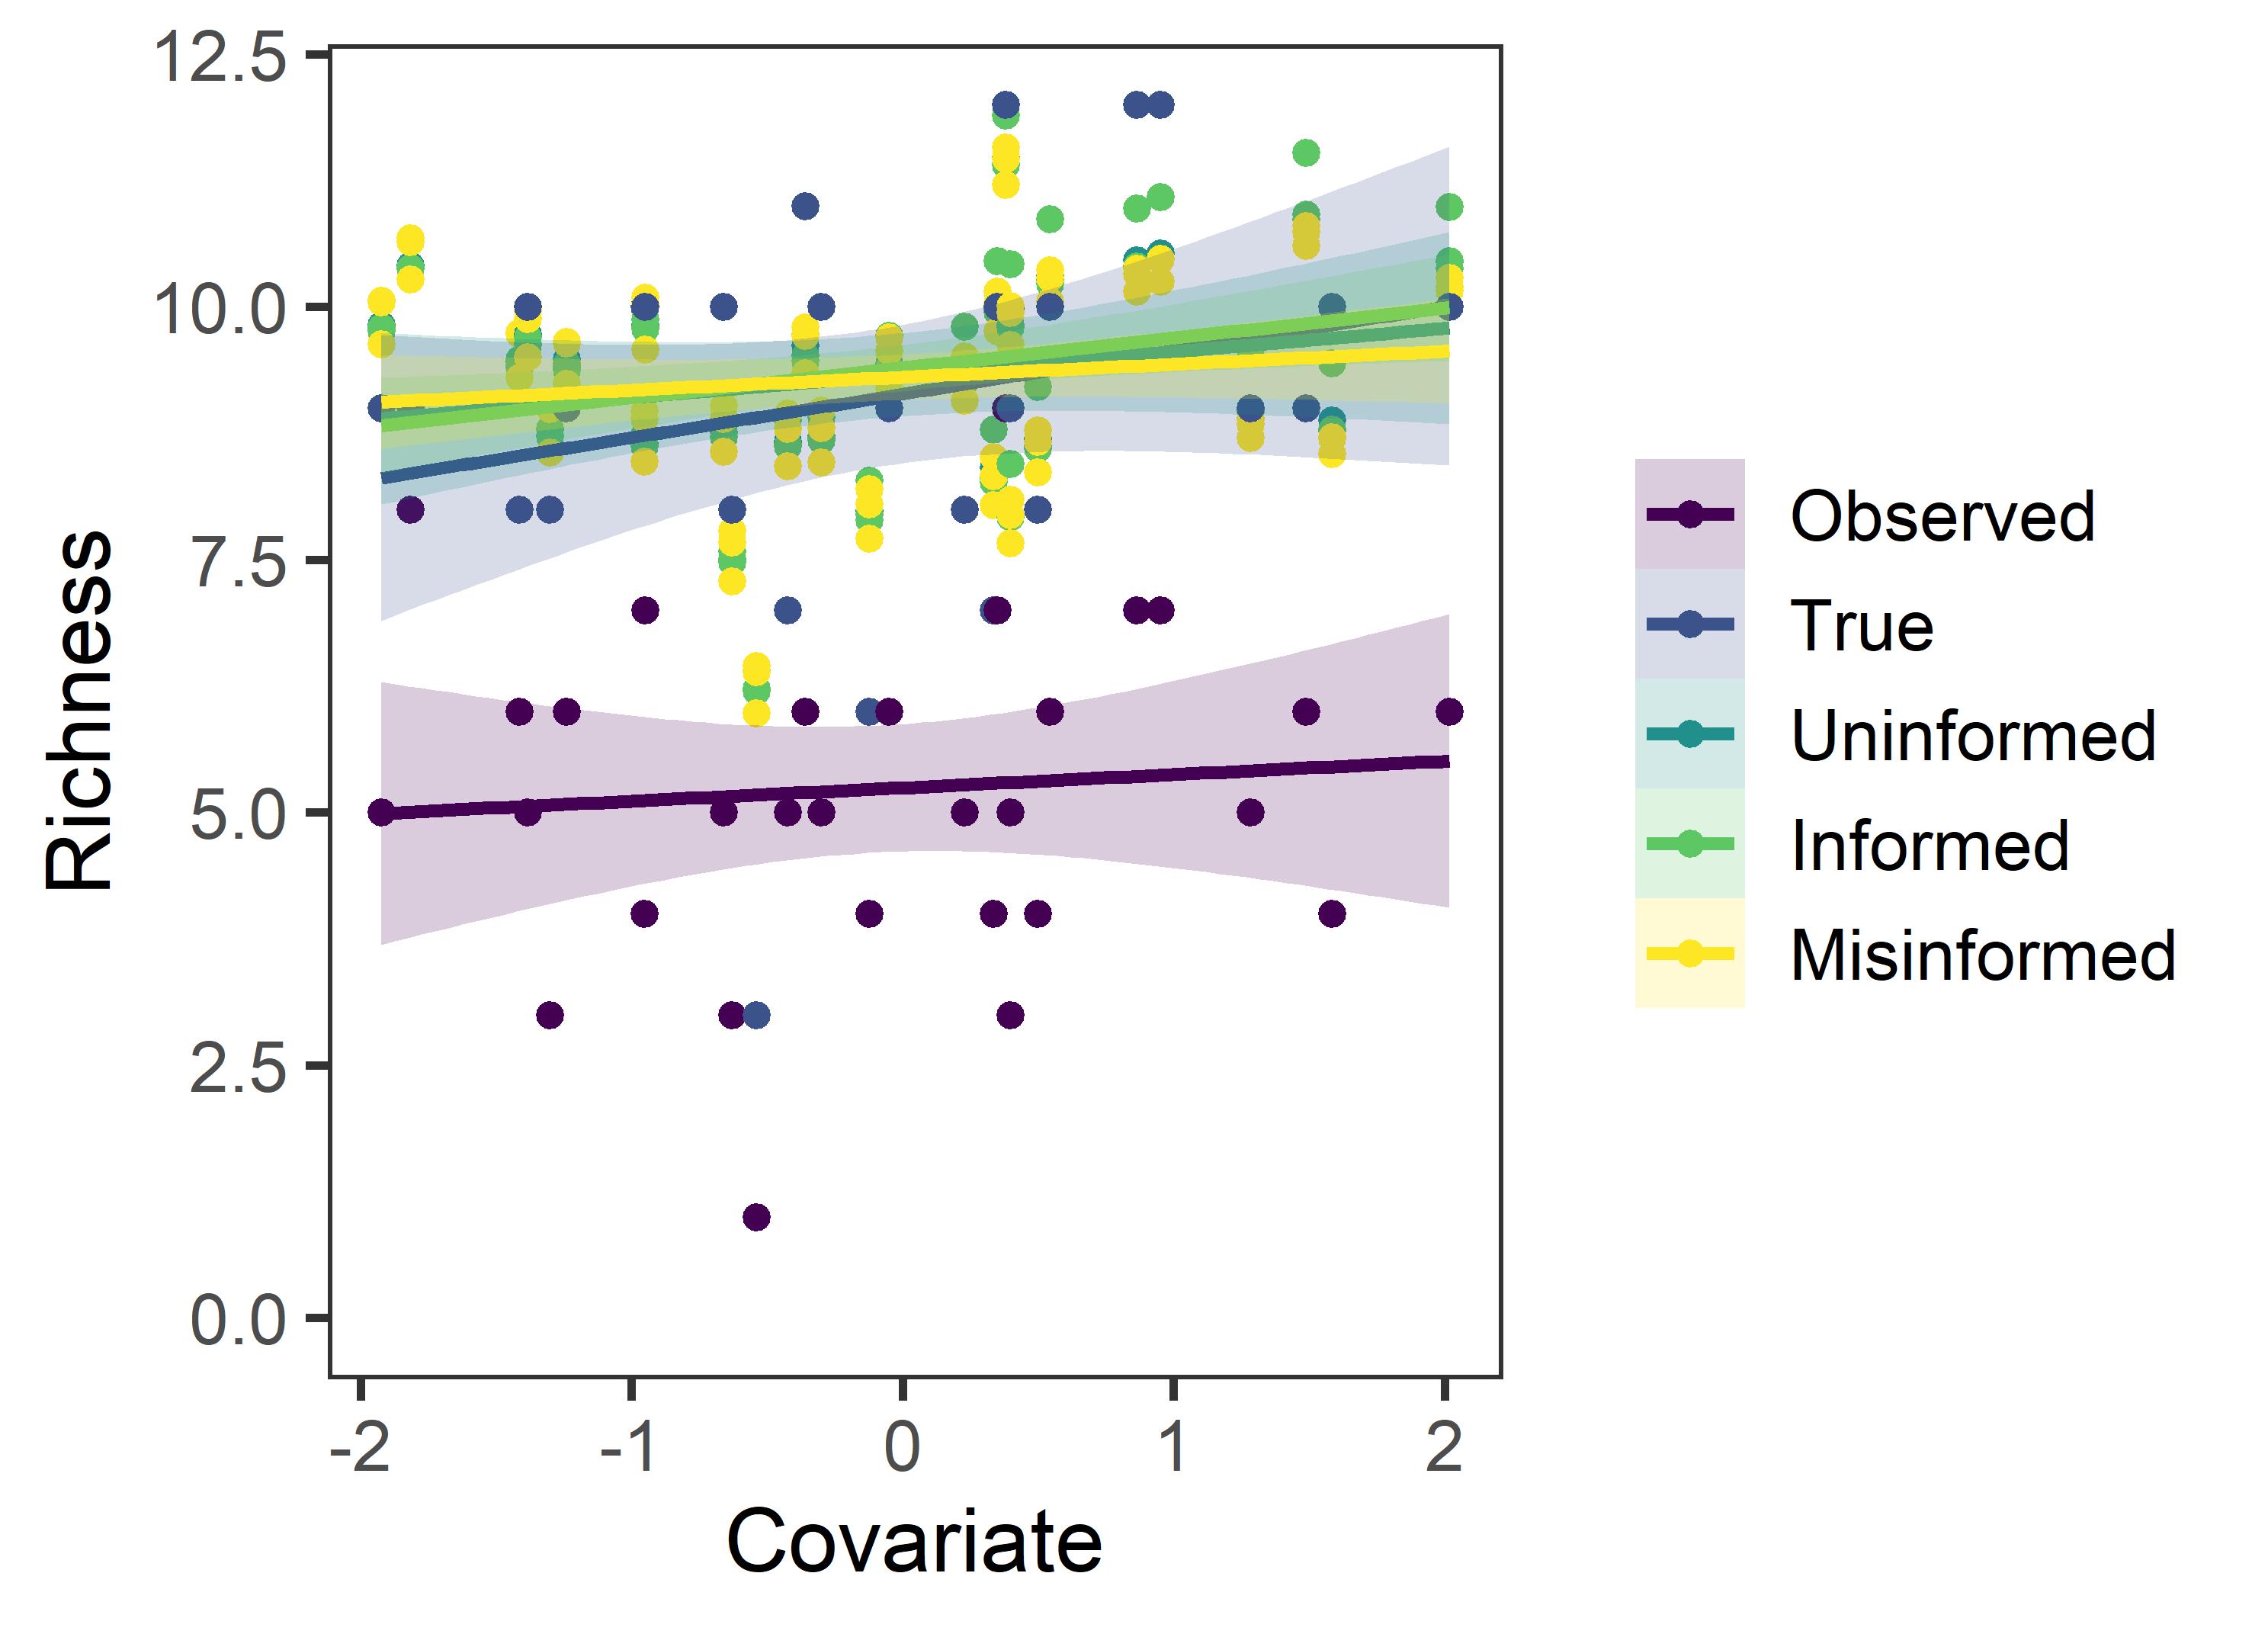 Richness
12.5
10.0
7.5
5.0
2.5
0.0
-2 -1 0 1 2
Covariate
Observed
True
Uninformed
Informed
Misinformed